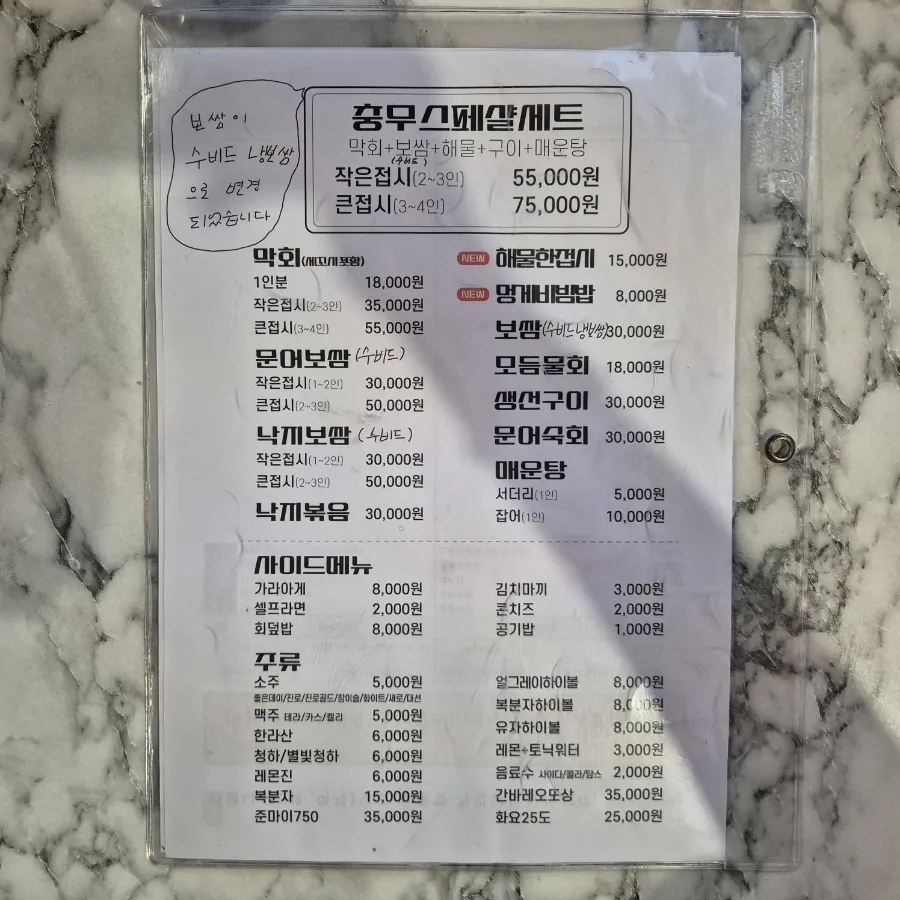 보쌈이
수비드 냉보쌈
으로 변경
되었습니다
충무스페샬세트
막회+보쌈+해물+구이+매운탕
(수비드)
작은접시(2~3인) 55,000원
큰접시(3~4인) 75,000원
막회(세꼬시포함)
1인분 18,000원
작은접시(2~3인) 35,000원
큰접시(3~4인) 55,000원
문어보쌈 (수비드)
작은접시(1~2인) 30,000원
큰접시(2~3인) 50,000원
낙지보쌈 (수비드)
작은접시(1~2인) 30,000원
큰접시(2~3인) 50,000원
낙지볶음 30,000원
NEW 해물한접시 15,000원
NEW 멍게비빔밥 8,000원
보쌈(수비드냉보쌈)30,000원
모듬물회 18,000원
생선구이 30,000원
문어숙회 30,000원
매운탕
서더리(1인) 5,000원
잡어(1인) 10,000원
사이드메뉴
가라아게 8,000원
셀프라면 2,000원
회덮밥 8,000원
김치마끼 3,000원
콘치즈 2,000원
공기밥 1,000원
주류
소주 5,000원
좋은데이/진로/진로골드/참이슬/화이트/새로/대선
맥주 테라/카스/켈리 5,000원
한라산 6,000원
청하/별빛청하 6,000원
레몬진 6,000원
복분자 15,000원
준마이750 35,000원
얼그레이하이볼 8,000원
복분자하이볼 8,000원
유자하이볼 8,000원
레몬+토닉워터 3,000원
음료수 사이다/콜라/탐스 2,000원
간바레오또상 35,000원
화요25도 25,000원